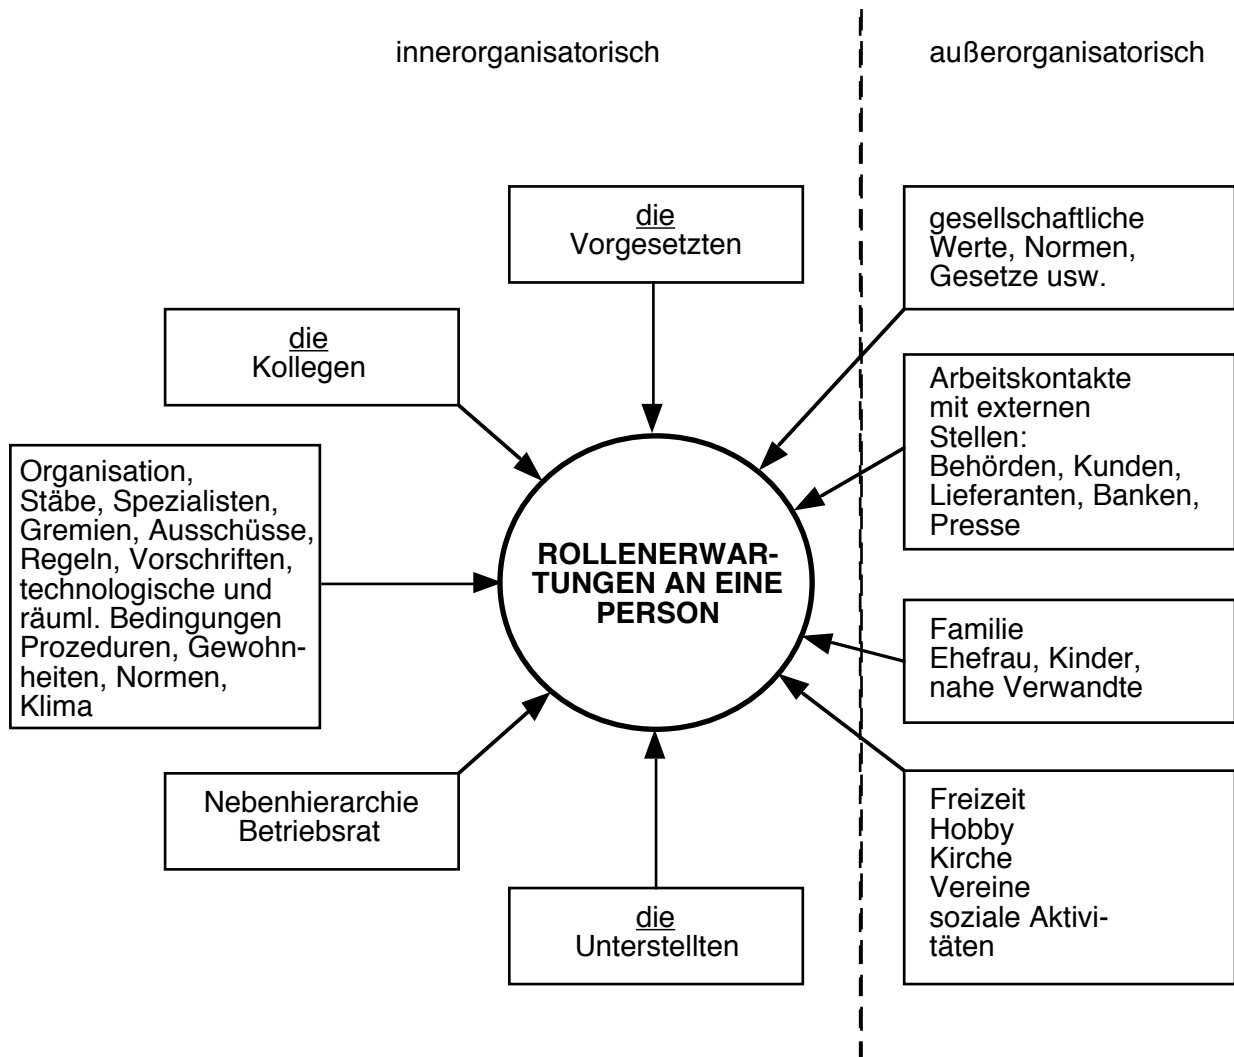 innerorganisatorisch
außerorganisatorisch
die
Vorgesetzten
die
Kollegen
Organisation,
Stäbe, Spezialisten,
Gremien, Ausschüsse,
Regeln, Vorschriften,
technologische und
räuml. Bedingungen
Prozeduren, Gewohn-
heiten, Normen,
Klima
Nebenhierarchie
Betriebsrat
die
Unterstellten
ROLLENERWAR-
TUNGEN AN EINE
PERSON
gesellschaftliche
Werte, Normen,
Gesetze usw.
Arbeitskontakte
mit externen
Stellen:
Behörden, Kunden,
Lieferanten, Banken,
Presse
Familie
Ehefrau, Kinder,
nahe Verwandte
Freizeit
Hobby
Kirche
Vereine
soziale Aktivi-
täten